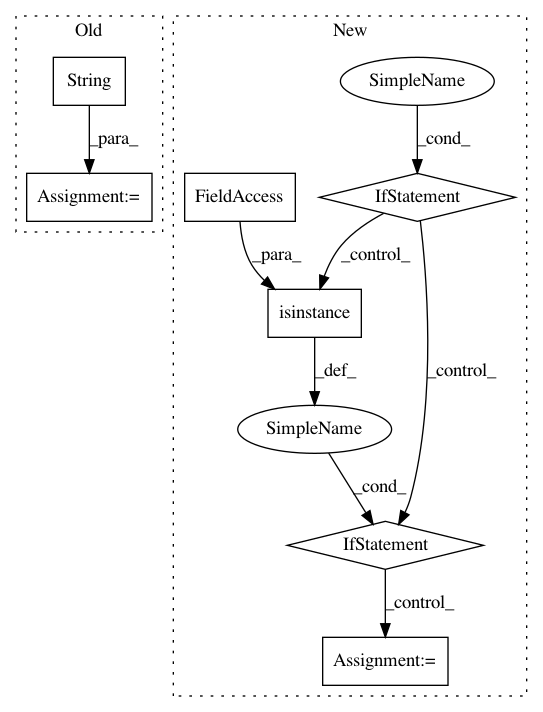 Old
New
String
SimpleName
_para_
_cond_
Assignment:=
FieldAccess
IfStatement
_para_
_control_
isinstance
_def_
_control_
SimpleName
_cond_
IfStatement
_control_
Assignment:=